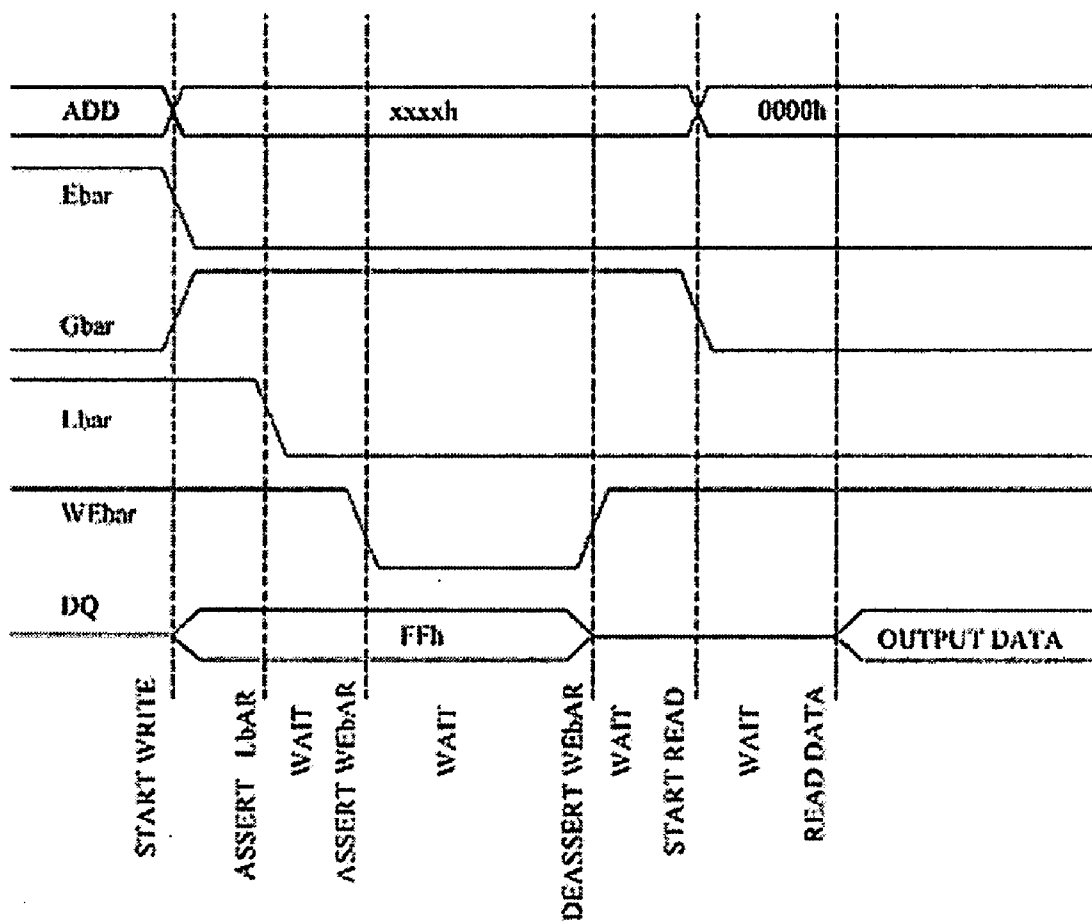 ADD xxxxh 0000h
Ebar
Gbar
Lbar
WEbar
DQ FFh OUTPUT DATA
START WRITE
ASSERT LbAR
WAIT
ASSERT WEbAR
WAIT
DEASSERT WEbAR
WAIT
START READ
WAIT
READ DATA